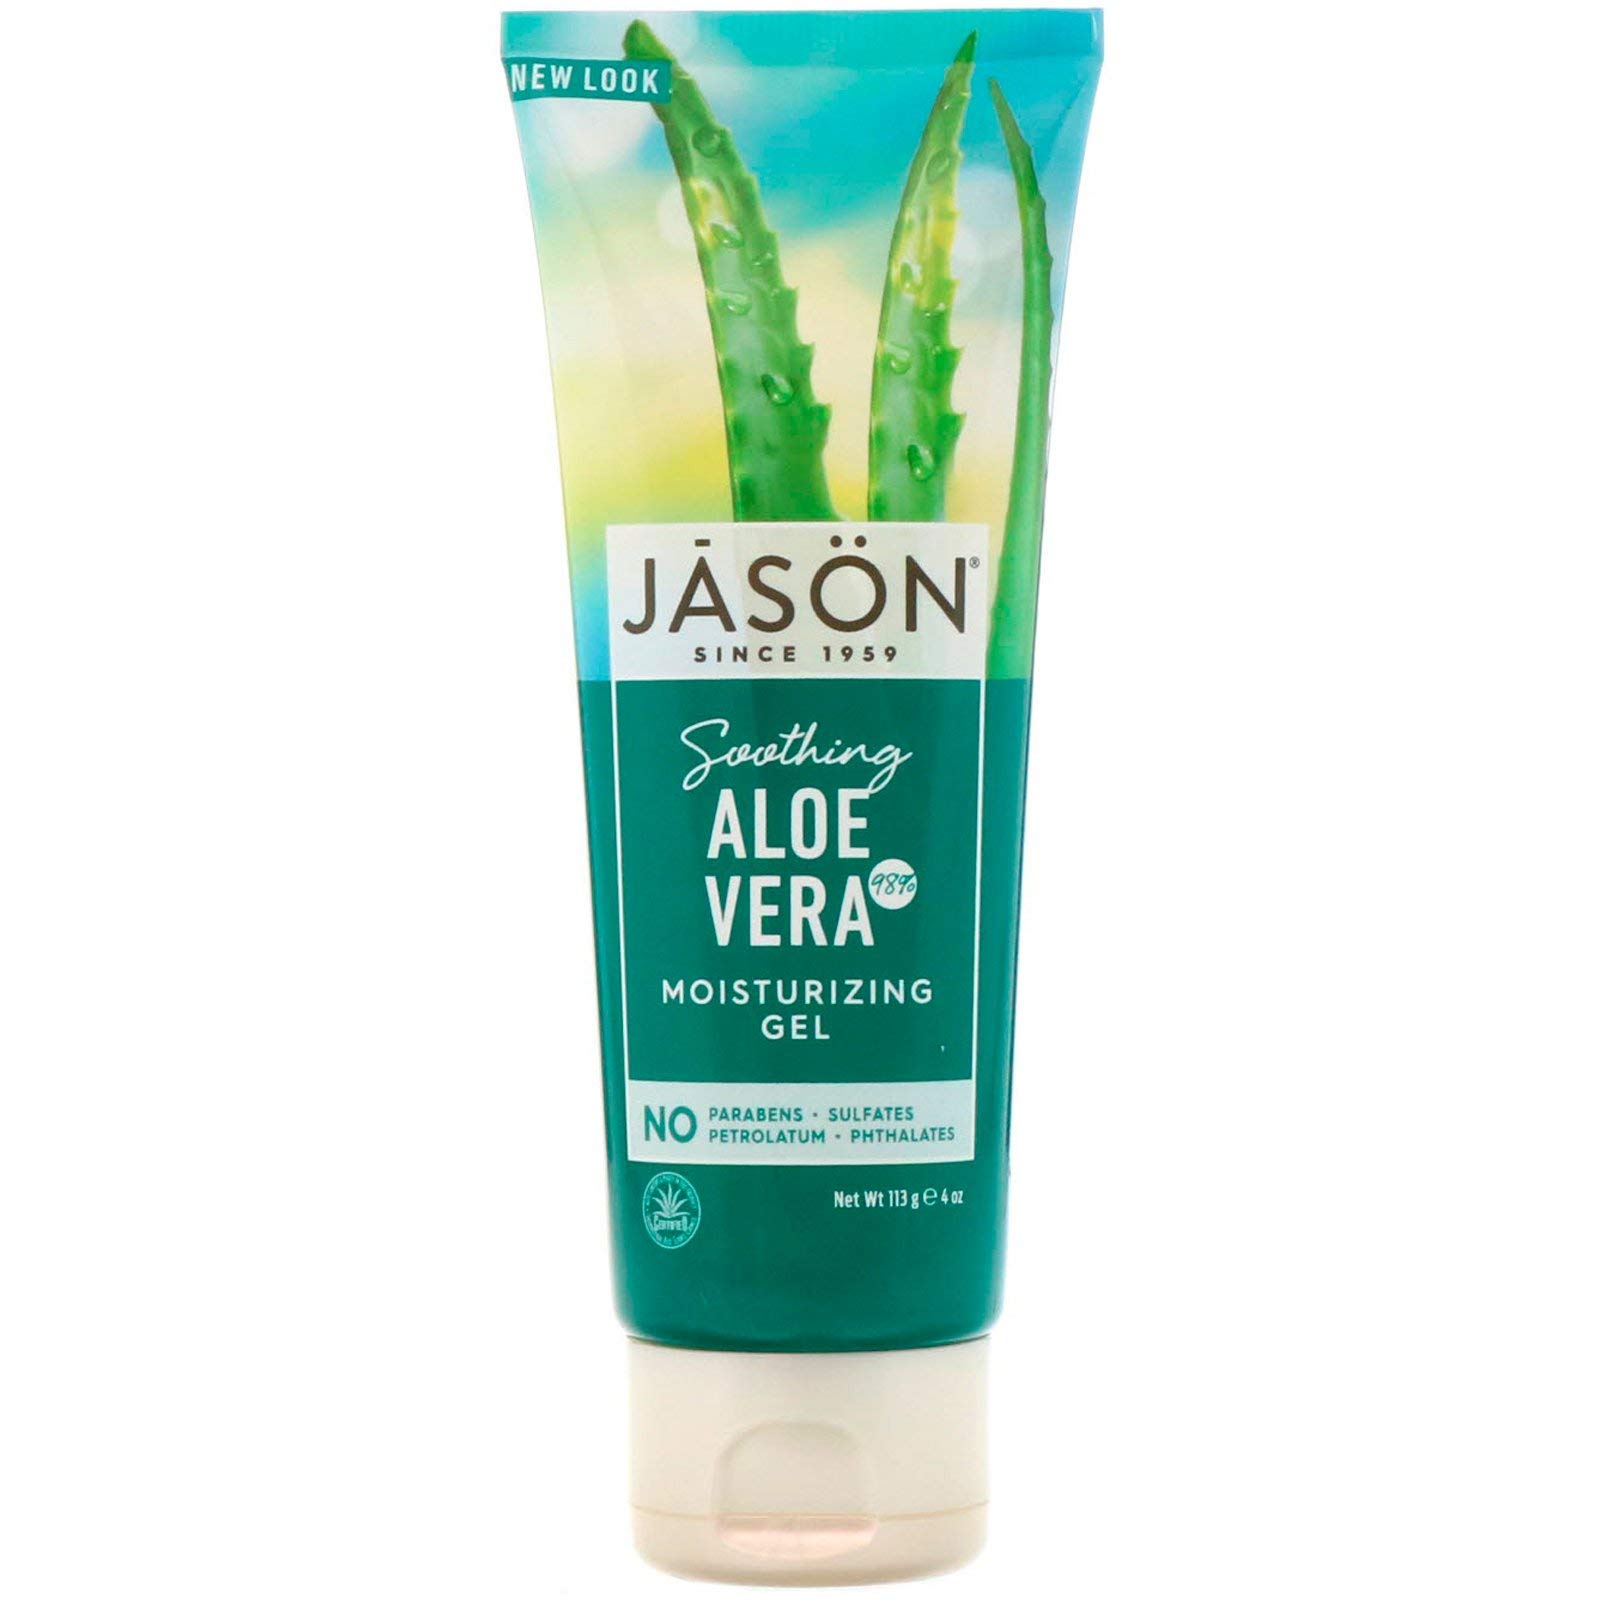 NEW LOOK
JĀSÖN®
SINCE 1959
Soothing
ALOE
VERA 98%
MOISTURIZING
GEL
NO PARABENS • SULFATES
PETROLATUM • PHTHALATES
CERTIFIED
Net Wt 113 g ℮ 4 oz